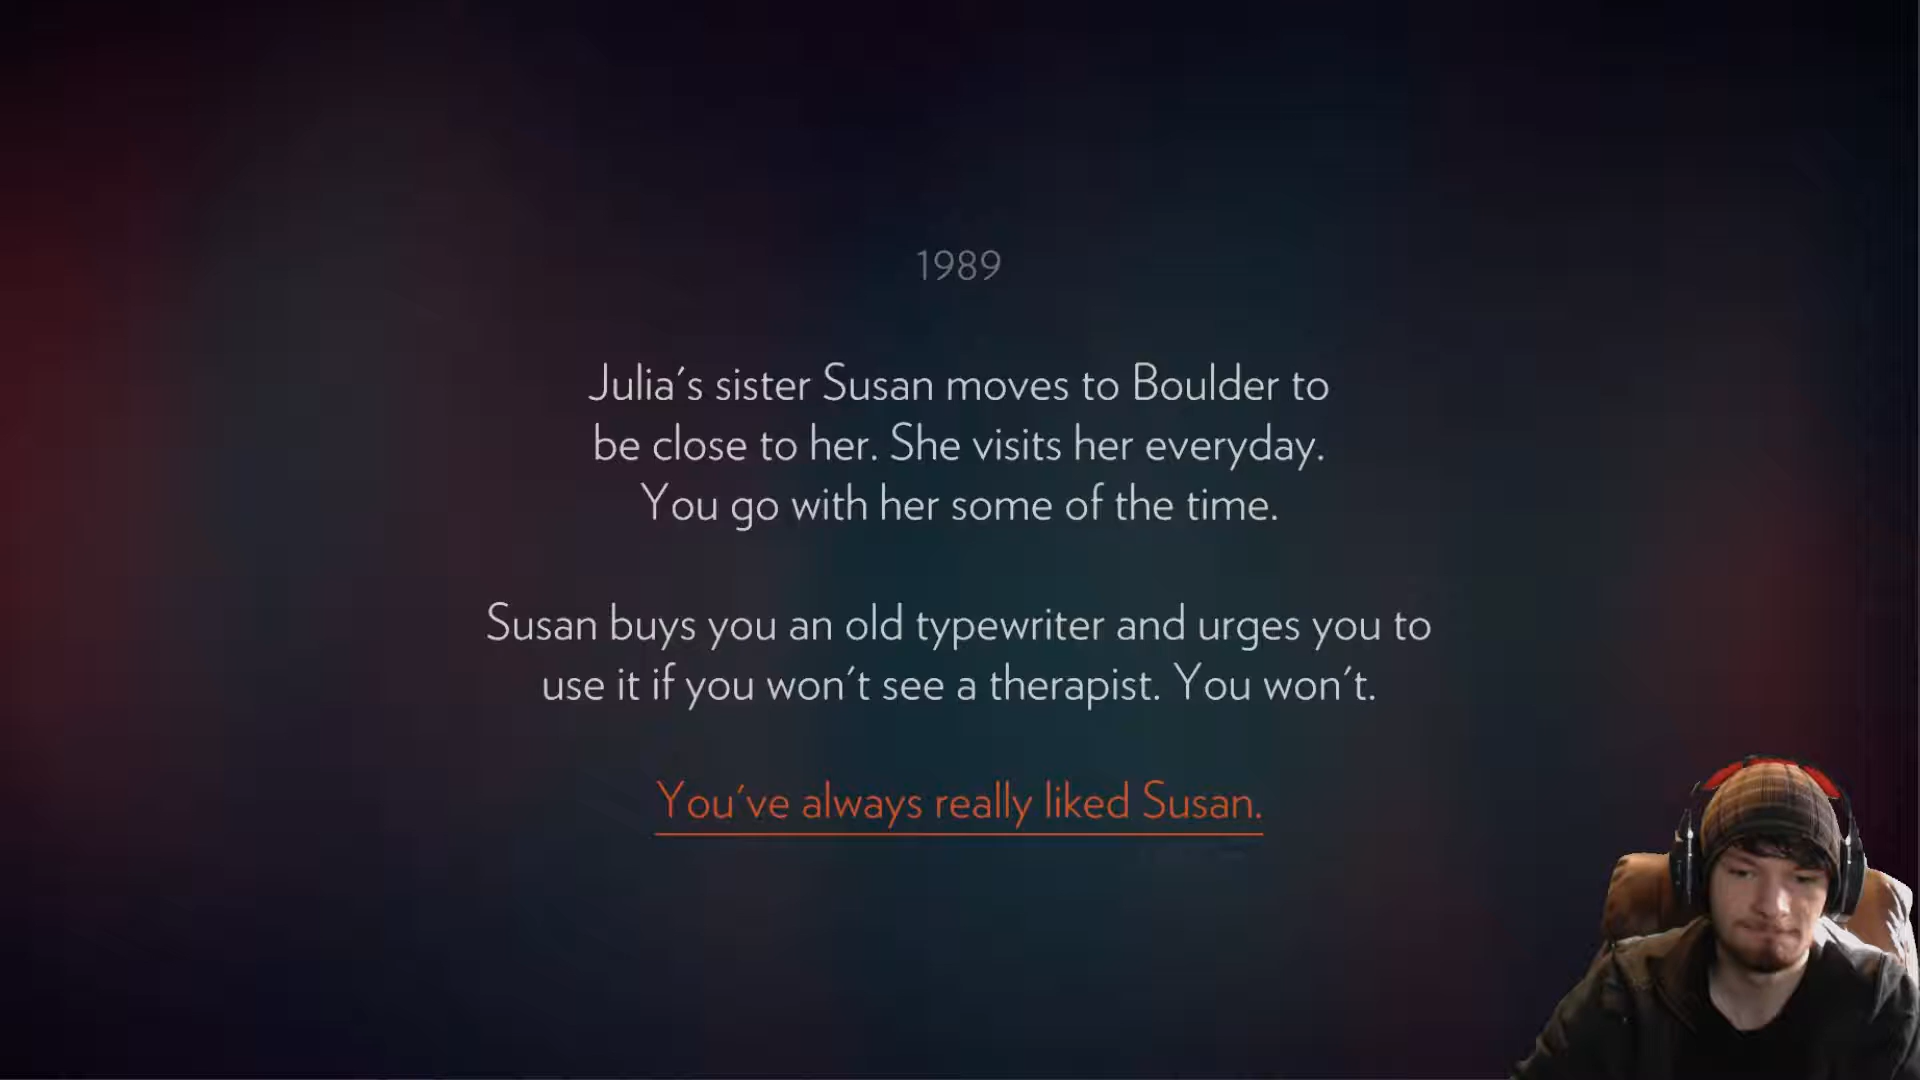 1989
Julia's sister Susan moves to Boulder to
be close to her. She visits her everyday.
You go with her some of the time.
Susan buys you an old typewriter and urges you to
use it if you won't see a therapist. You won't.
You've always really liked Susan.